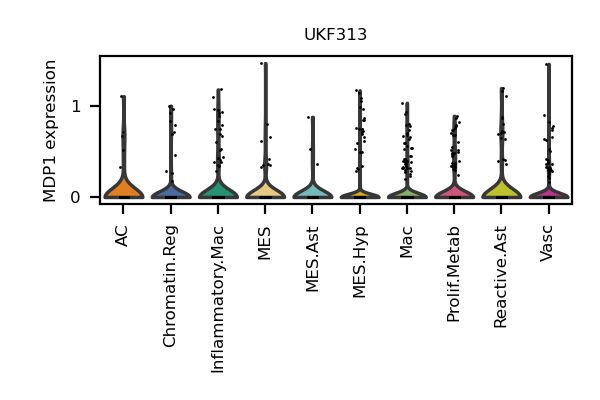 UKF313
MDP1 expression
1
0
AC
Chromatin.Reg
Inflammatory.Mac
MES
MES.Ast
MES.Hyp
Mac
Prolif.Metab
Reactive.Ast
Vasc